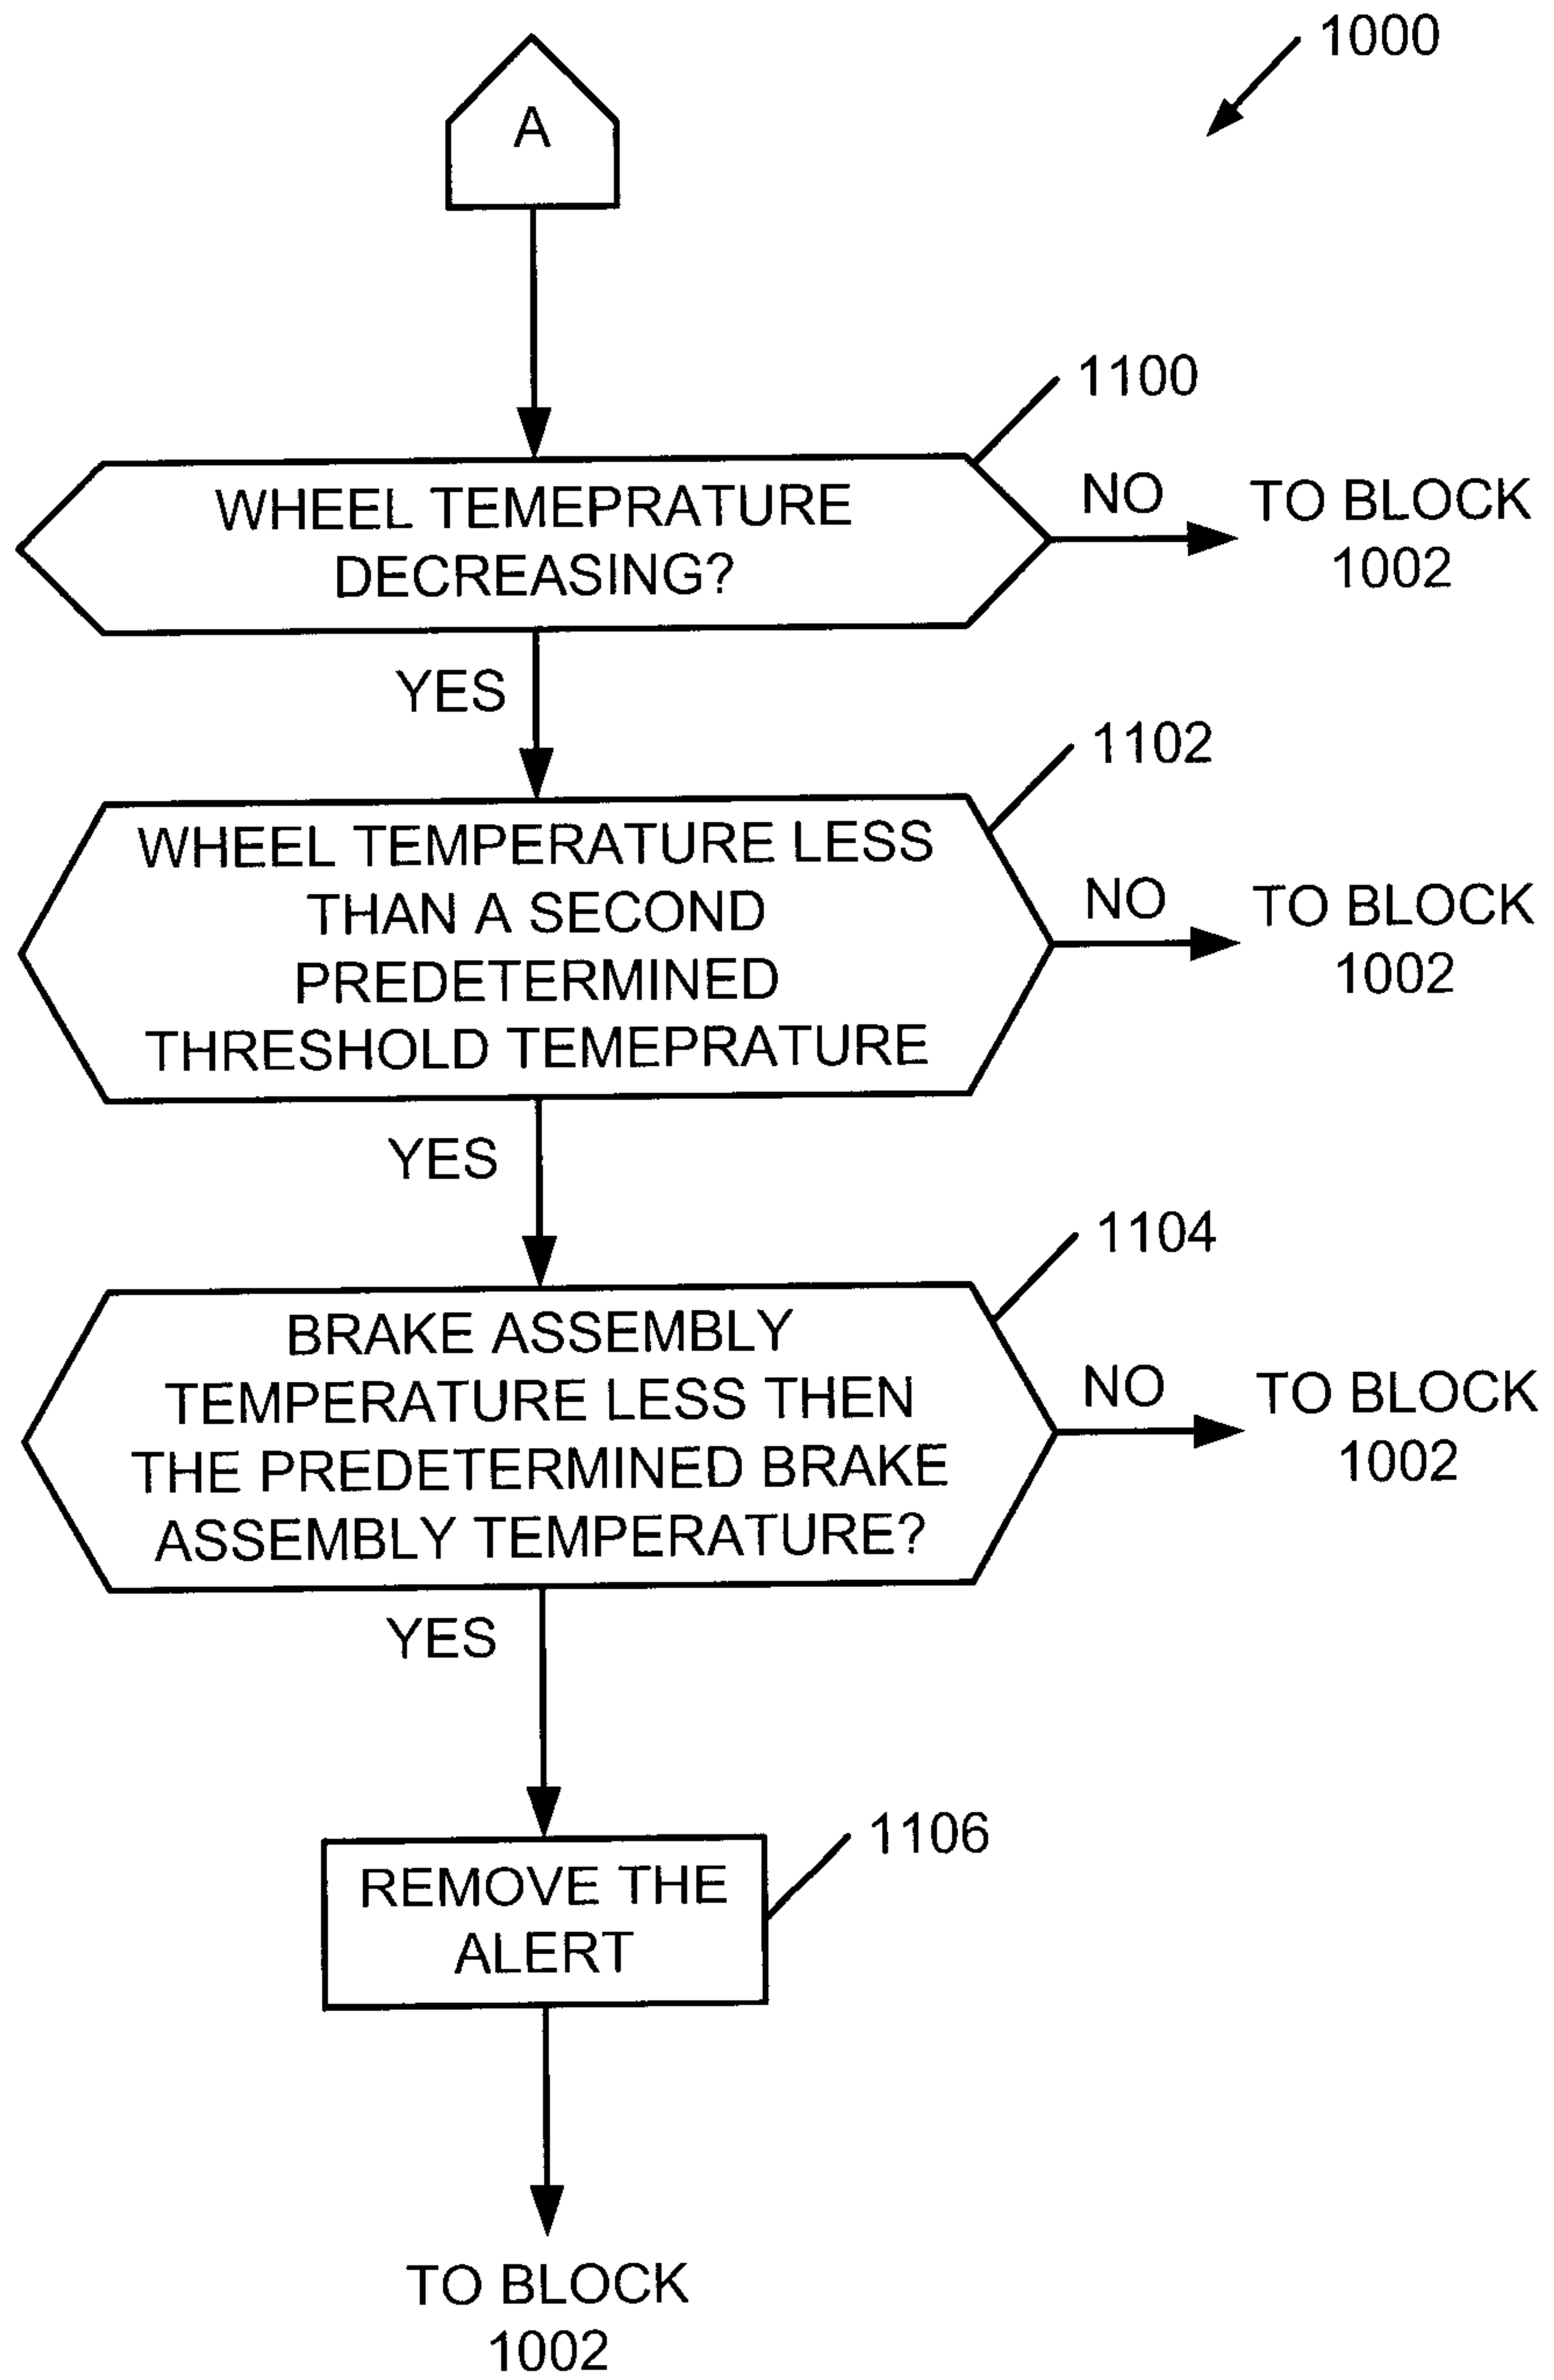 1000
A
1100
WHEEL TEMEPRATURE
DECREASING?
NO
TO BLOCK
1002
YES
1102
WHEEL TEMPERATURE LESS
THAN A SECOND
PREDETERMINED
THRESHOLD TEMEPRATURE
NO
TO BLOCK
1002
YES
1104
BRAKE ASSEMBLY
TEMPERATURE LESS THEN
THE PREDETERMINED BRAKE
ASSEMBLY TEMPERATURE?
NO
TO BLOCK
1002
YES
1106
REMOVE THE
ALERT
TO BLOCK
1002